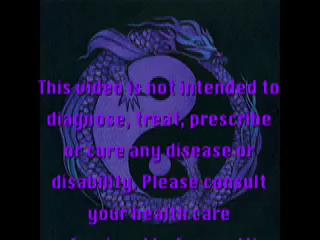 This video is not intended to
diagnose, treat, prescribe
or cure any disease or
disability. Please consult
your health care